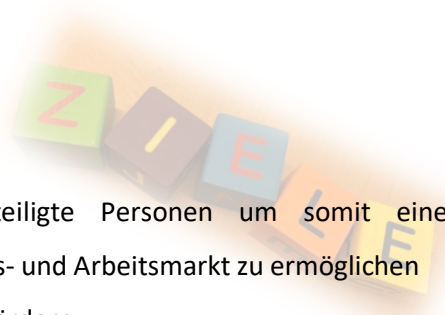 ZIELE
teiligte Personen um somit eine
s- und Arbeitsmarkt zu ermöglichen